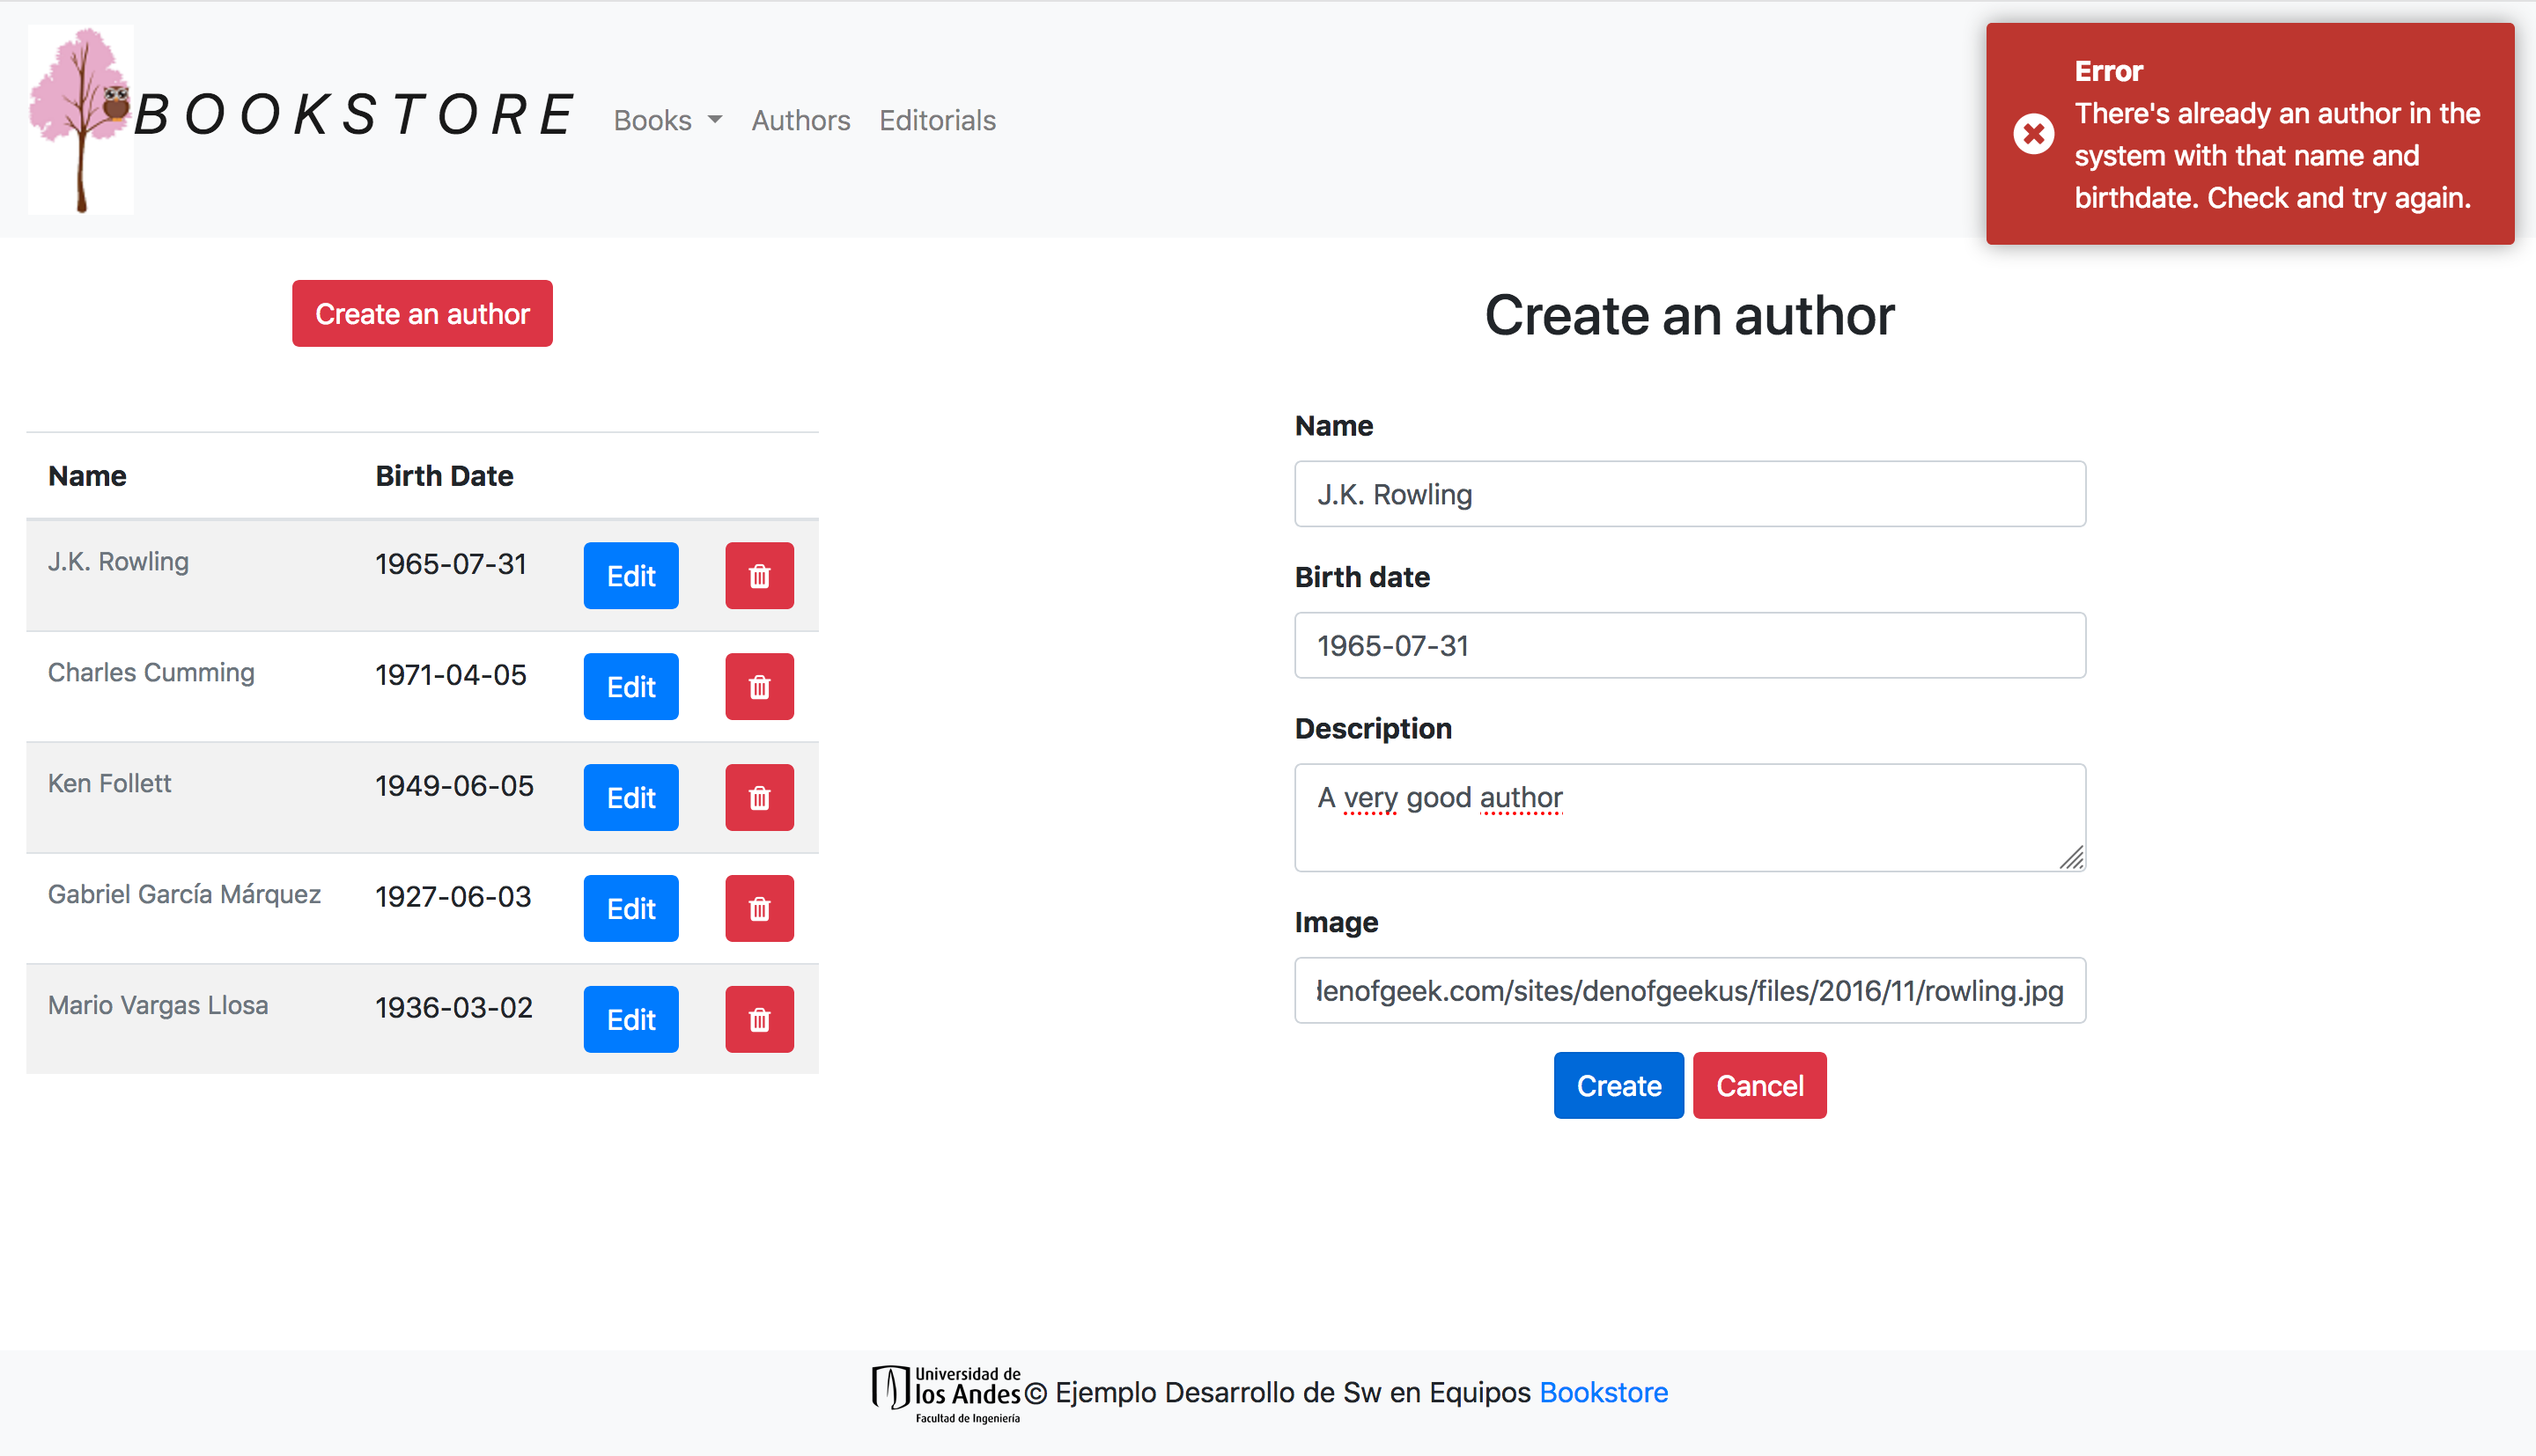 BOOKSTORE Books Authors Editorials
Error
There's already an author in the
system with that name and
birthdate. Check and try again.
Create an author
Name Birth Date
J.K. Rowling 1965-07-31 Edit
Charles Cumming 1971-04-05 Edit
Ken Follett 1949-06-05 Edit
Gabriel García Márquez 1927-06-03 Edit
Mario Vargas Llosa 1936-03-02 Edit
Create an author
Name
J.K. Rowling
Birth date
1965-07-31
Description
A very good author
Image
denofgeek.com/sites/denofgeekus/files/2016/11/rowling.jpg
Create Cancel
Universidad de
los Andes
Facultad de Ingeniería
© Ejemplo Desarrollo de Sw en Equipos Bookstore